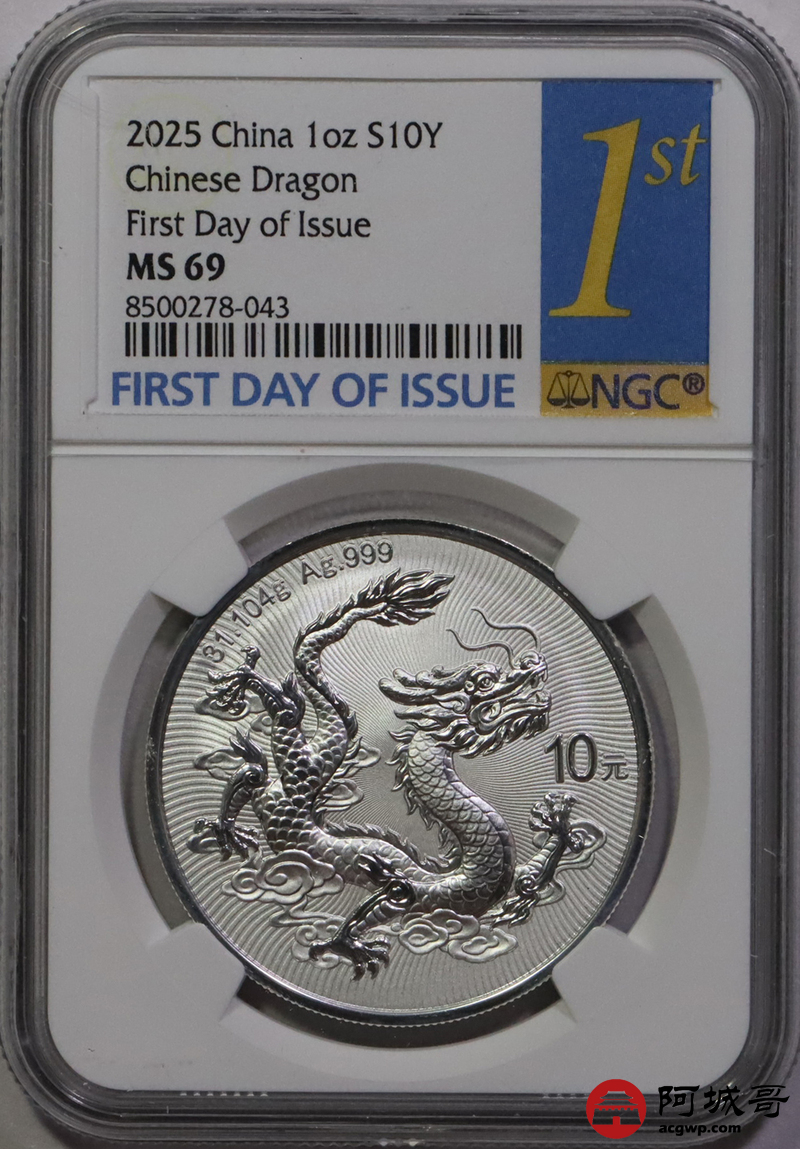 2025 China 1oz S10Y
Chinese Dragon
First Day of Issue
MS 69
8500278-043
FIRST DAY OF ISSUE
1st
NGC®
31.104g Ag.999
10元
阿城哥
acgwp.com